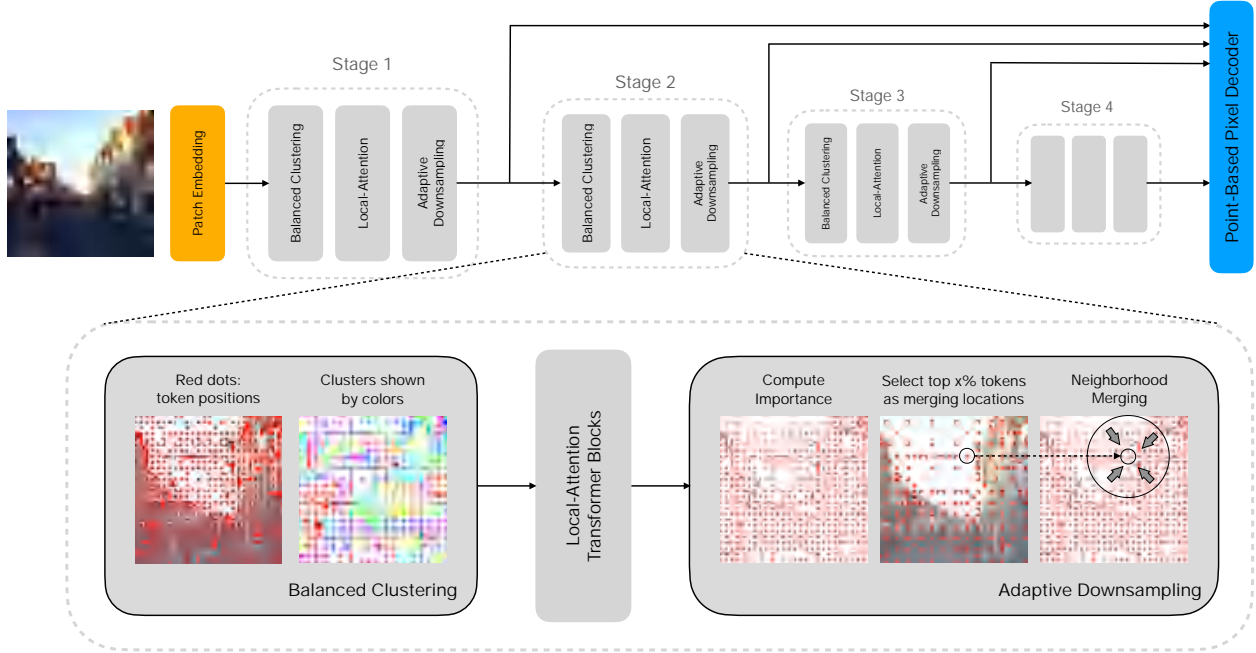 Stage 1
Stage 2
Stage 3
Stage 4
Patch Embedding
Balanced Clustering
Local-Attention
Adaptive
Downsampling
Balanced Clustering
Local-Attention
Adaptive
Downsampling
Balanced Clustering
Local-Attention
Adaptive
Downsampling
Point-Based Pixel Decoder
Red dots:
token positions
Clusters shown
by colors
Balanced Clustering
Local-Attention
Transformer Blocks
Compute
Importance
Select top x% tokens
as merging locations
Neighborhood
Merging
Adaptive Downsampling